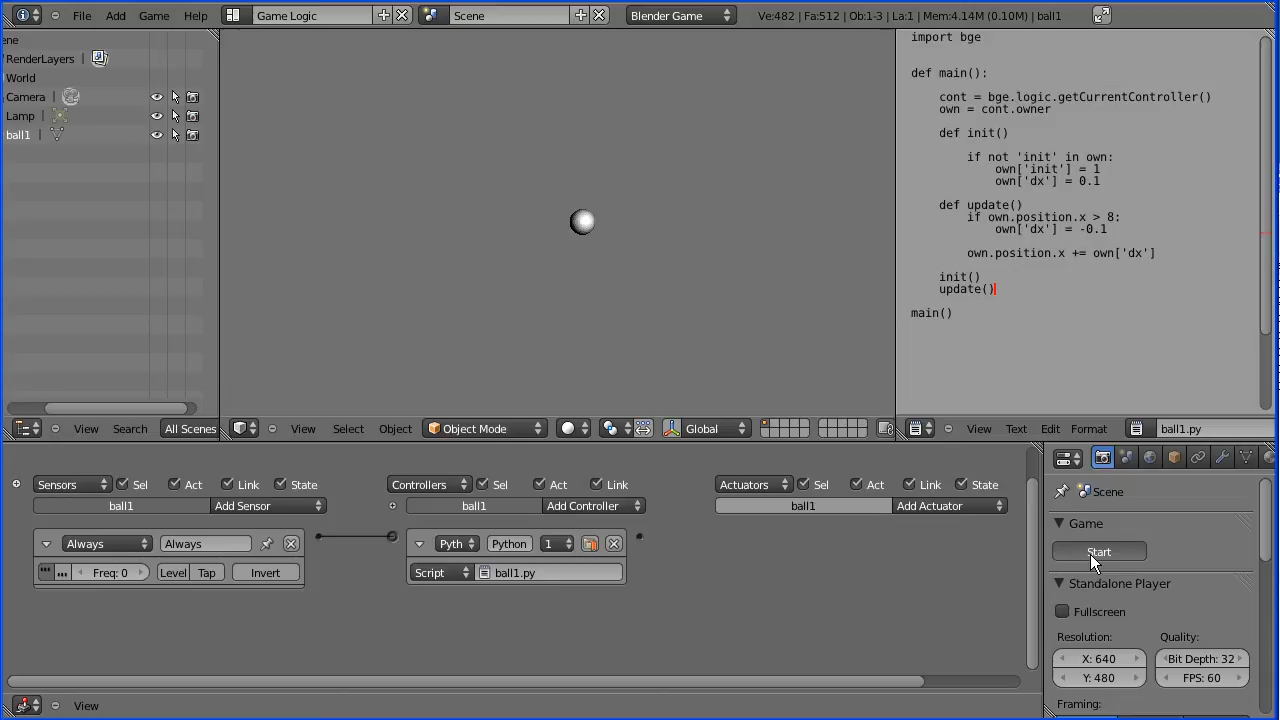 File Add Game Help Game Logic Scene Blender Game Ve:482 | Fa:512 | Ob:1-3 | La:1 | Mem:4.14M (0.10M) | ball1
ene
RenderLayers |
World
Camera |
Lamp |
ball1 |
View Search All Scenes
View Select Object Object Mode Global
import bge
def main():
cont = bge.logic.getCurrentController()
own = cont.owner
def init()
if not 'init' in own:
own['init'] = 1
own['dx'] = 0.1
def update()
if own.position.x > 8:
own['dx'] = -0.1
own.position.x += own['dx']
init()
update()
main()
View Text Edit Format ball1.py
Sensors Sel Act Link State
ball1 Add Sensor
Always Always
Freq: 0 Level Tap Invert
Controllers Sel Act Link
ball1 Add Controller
Pyth Python 1
Script ball1.py
Actuators Sel Act Link State
ball1 Add Actuator
View
Scene
Game
Start
Standalone Player
Fullscreen
Resolution: Quality:
X: 640 Bit Depth: 32
Y: 480 FPS: 60
Framing: